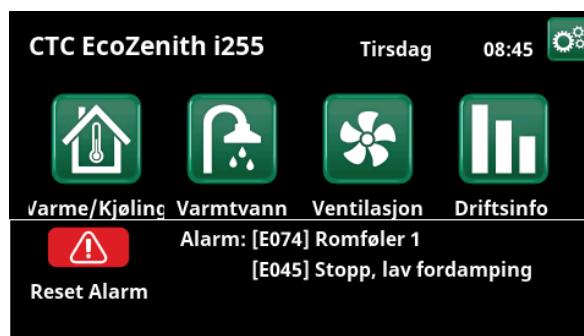 CTC EcoZenith i255 Tirsdag 08:45
Varme/Kjøling Varmtvann Ventilasjon Driftsinfo
Alarm: [E074] Romføler 1
[E045] Stopp, lav fordamping
Reset Alarm